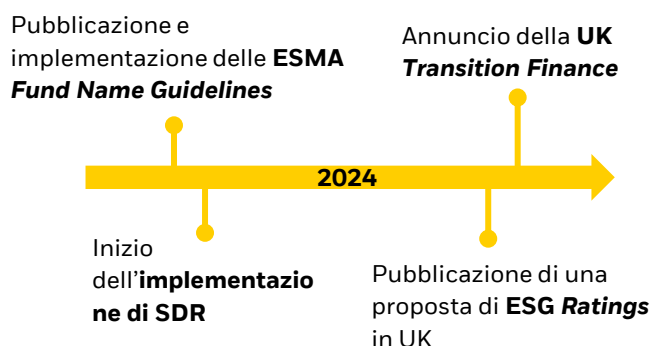 Pubblicazione e
implementazione delle ESMA
Fund Name Guidelines
Annuncio della UK
Transition Finance
2024
Inizio
dell'implementazio
ne di SDR
Pubblicazione di una
proposta di ESG Ratings
in UK